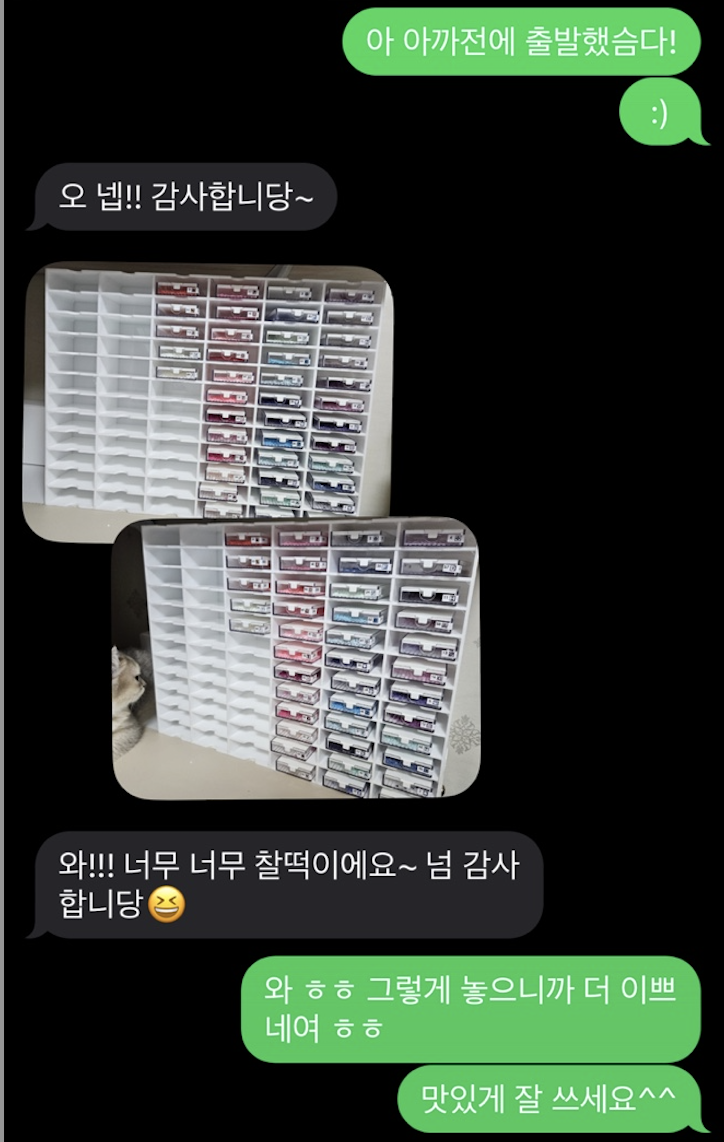 아 아까전에 출발했슴다!
:)
오 넵!! 감사합니당~
와!!! 너무 너무 찰떡이에요~ 넘 감사
합니당😆
와 ㅎㅎ 그렇게 놓으니까 더 이쁘
네여 ㅎㅎ
맛있게 잘 쓰세요^^